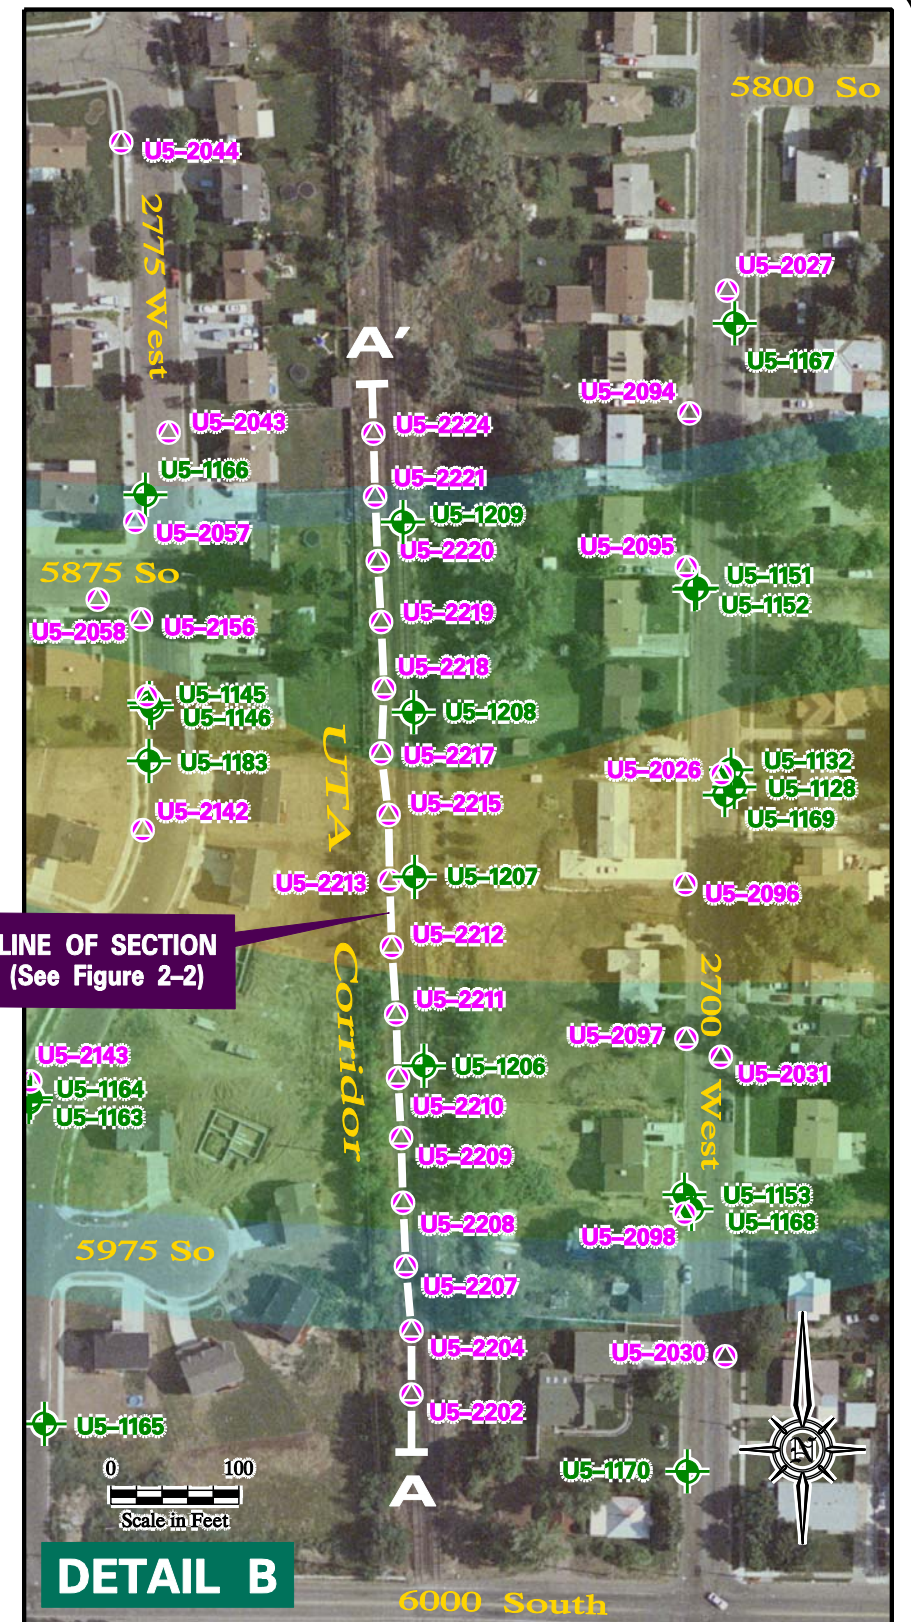 5800 So
U5-2044
2775 West
U5-2027
A'
U5-1167
U5-2094
U5-2043
U5-2224
U5-1166
U5-2221
U5-1209
U5-2057
U5-2220
U5-2095
5875 So
U5-1151
U5-1152
U5-2219
U5-2058
U5-2156
U5-2218
U5-1145
U5-1146
U5-1208
U5-2217
U5-1183
U5-2026
U5-1132
U5-1128
U5-2215
U5-2142
U5-1169
UTA Corridor
U5-2213
U5-1207
U5-2096
LINE OF SECTION
(See Figure 2-2)
U5-2212
U5-2211
2700 West
U5-2097
U5-2143
U5-1206
U5-2031
U5-1164
U5-1163
U5-2210
U5-2209
U5-1153
U5-2208
U5-1168
U5-2098
5975 So
U5-2207
U5-2204
U5-2030
U5-2202
U5-1165
N
0 100
Scale in Feet
U5-1170
A
DETAIL B
6000 South